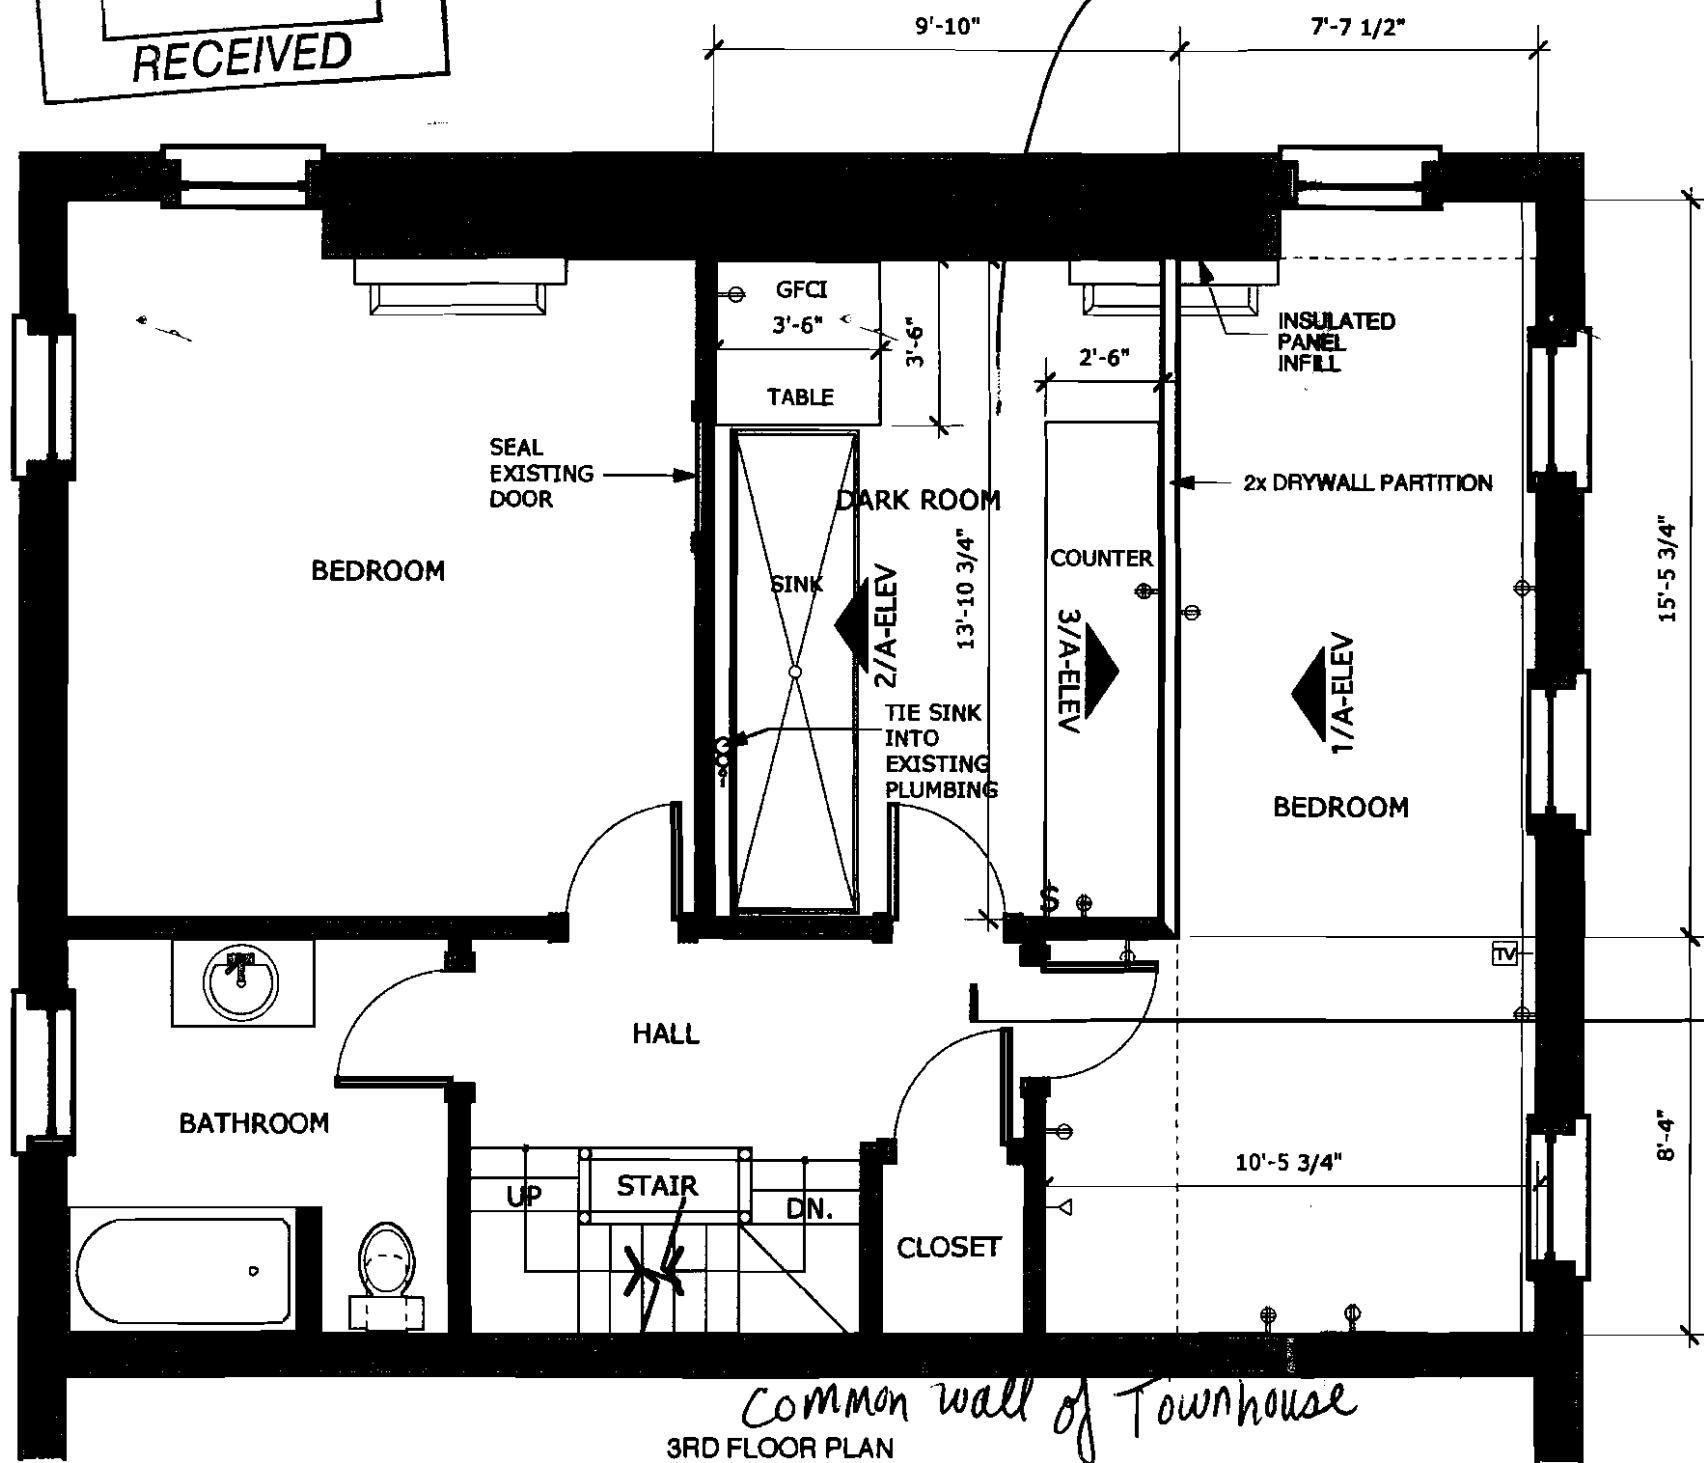 RECEIVED
9'-10"
7'-7 1/2"
GFCI
3'-6"
3'-6"
TABLE
2'-6"
INSULATED
PANEL
INFILL
SEAL
EXISTING
DOOR
DARK ROOM
2x DRYWALL PARTITION
BEDROOM
SINK
2/A-ELEV
13'-10 3/4"
COUNTER
3/A-ELEV
1/A-ELEV
15'-5 3/4"
TIE SINK
INTO
EXISTING
PLUMBING
BEDROOM
S
TV
HALL
BATHROOM
UP
STAIR
DN.
CLOSET
10'-5 3/4"
8'-4"
Common wall of Townhouse
3RD FLOOR PLAN